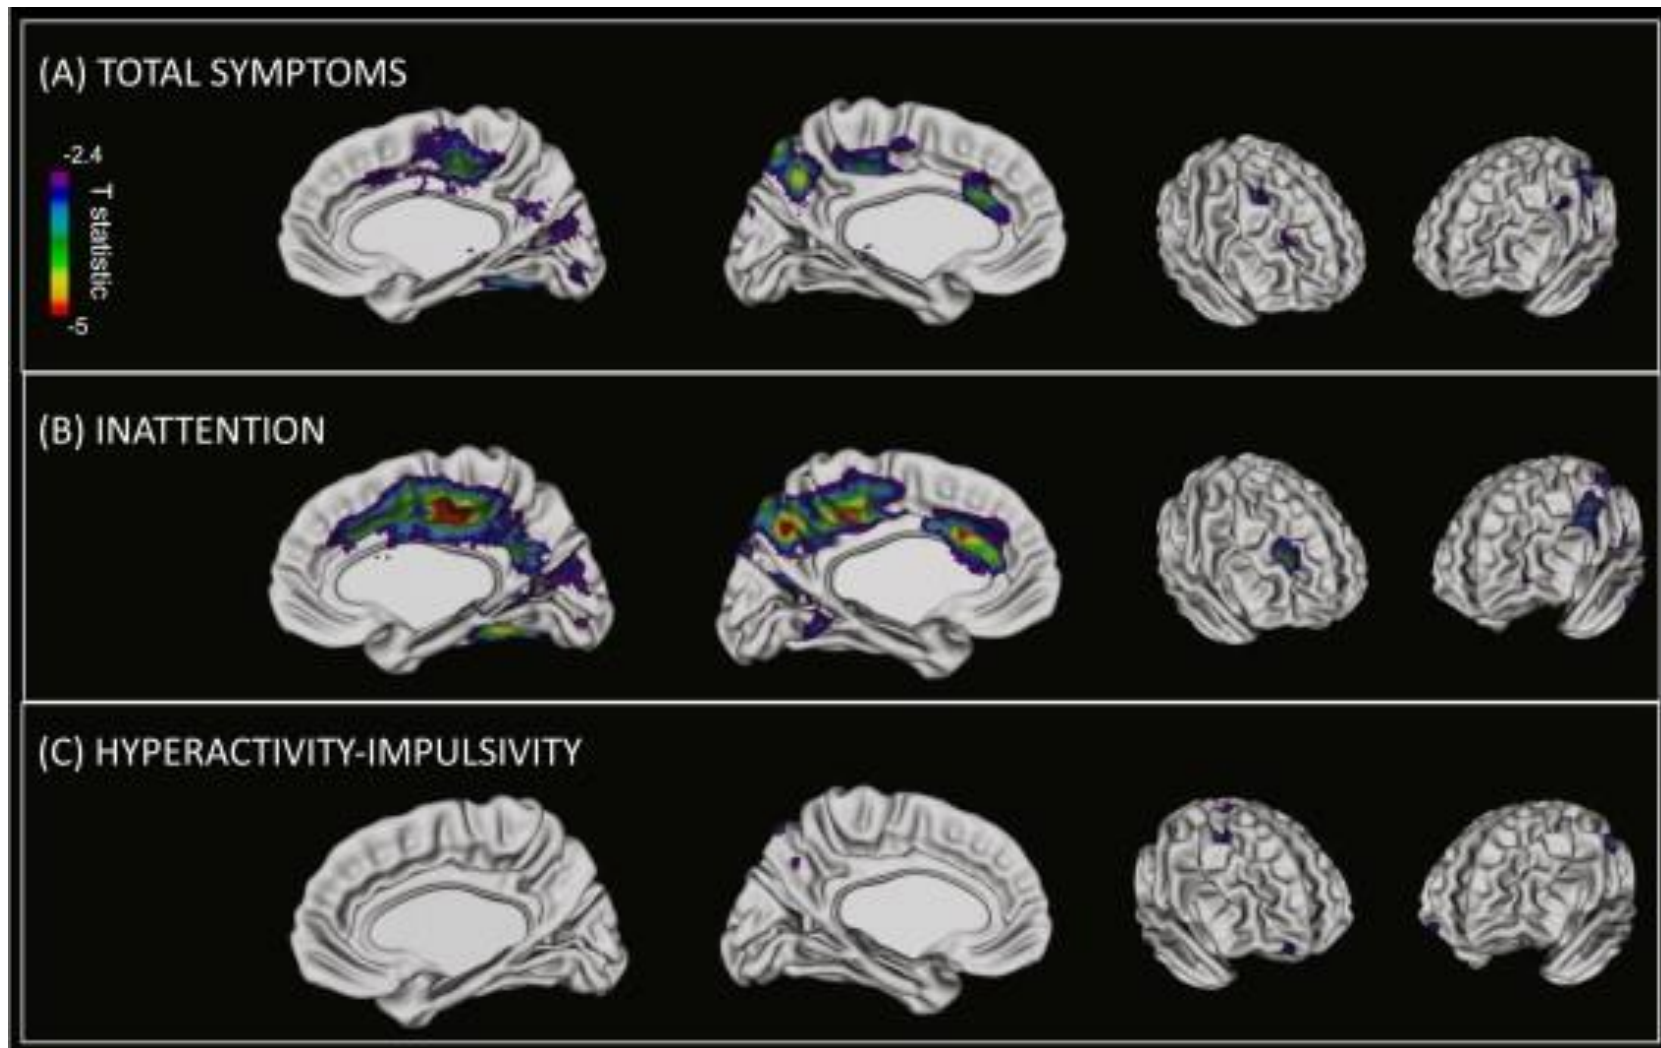 (A) TOTAL SYMPTOMS
-2.4
T statistic
-5
(B) INATTENTION
(C) HYPERACTIVITY-IMPULSIVITY